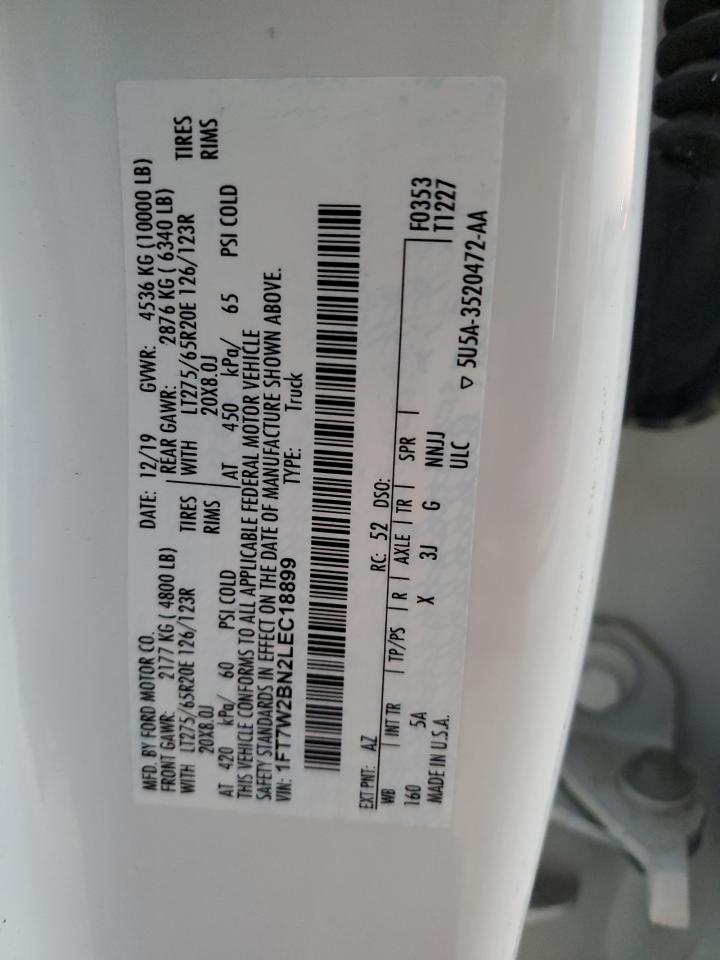 MFD. BY FORD MOTOR CO. DATE: 12/19 GVWR: 4536 KG (10000 LB)
FRONT GAWR: 2177 KG ( 4800 LB) REAR GAWR: 2876 KG ( 6340 LB)
WITH LT275/65R20E 126/123R TIRES WITH LT275/65R20E 126/123R TIRES
20X8.0J RIMS 20X8.0J RIMS
AT 420 kPa/ 60 PSI COLD AT 450 kPa/ 65 PSI COLD
THIS VEHICLE CONFORMS TO ALL APPLICABLE FEDERAL MOTOR VEHICLE
SAFETY STANDARDS IN EFFECT ON THE DATE OF MANUFACTURE SHOWN ABOVE.
VIN: 1FT7W2BN2LEC18899 TYPE: Truck
EXT PNT: AZ RC: 52 DSO: F0353
WB INT TR TP/PS R AXLE TR SPR T1227
160 5A X 3J G NNJJ
MADE IN U.S.A. ULC ▽ 5U5A-3520472-AA